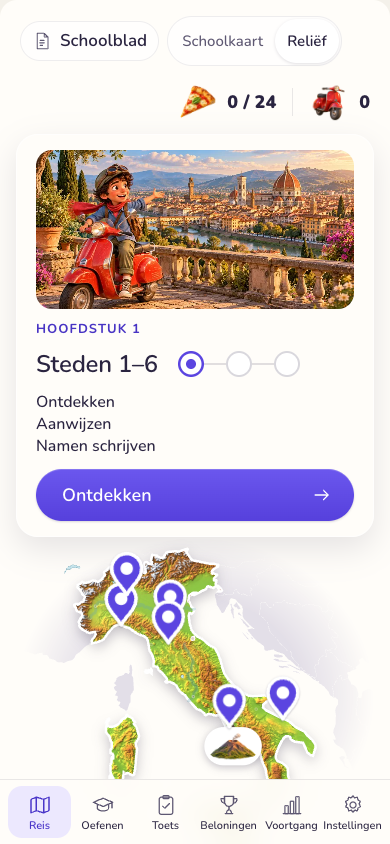 Schoolblad
Schoolkaart
Reliëf
0 / 24
0
HOOFDSTUK 1
Steden 1–6
Ontdekken
Aanwijzen
Namen schrijven
Ontdekken
Reis
Oefenen
Toets
Beloningen
Voortgang
Instellingen